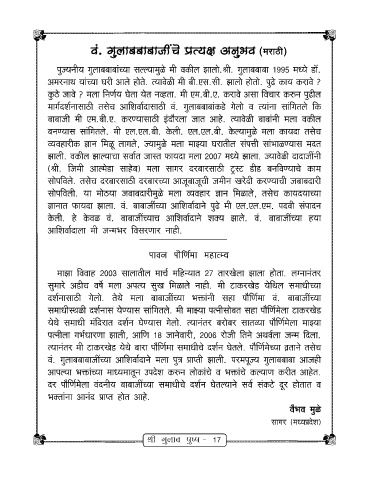 वं. गुलाबबाबाजींचे प्रत्यक्ष अनुभव (मराठी)
पुज्यनीय गुलाबबाबांच्या सल्ल्यामुळे मी वकील झालो.श्री. गुलाबबाबा 1995 मध्ये डॉ.
अमरनाथ यांच्या घरी आले होते. त्यावेळी मी बी.एस.सी. झालो होतो. पुढे काय करावे ?
कुठे जावे ? मला निर्णय घेता येत नव्हता. मी एम.बी.ए. करावे असा विचार करुन पुढील
मार्गदर्शनासाठी तसेच आशिर्वादासाठी वं. गुलाबबाबांकडे गेलो व त्यांना सांगितले कि
बाबाजी मी एम.बी.ए. करण्यासाठी इंदौरला जात आहे. त्यावेळी बाबांनी मला वकील
बनण्यास सांगितले. मी एल.एल.बी. केली. एल.एल.बी. केल्यामुळे मला कायदा तसेच
व्यवहारीक ज्ञान मिळू लागले, ज्यामुळे मला माझ्या घरातील संपत्ती सांभाळण्यास मदत
झाली. वकील झाल्याचा सर्वात जास्त फायदा मला 2007 मध्ये झाला. ज्यावेळी दादाजींनी
(श्री. जिमी आल्मेडा साहेब) मला सागर दरबारसाठी ट्रस्ट डीड बनविण्याचे काम
सोपविले. तसेच दरबारसाठी दरबारच्या आजूबाजूची जमीन खरेदी करण्याची जबाबदारी
सोपविली. या मोठ्या जवाबदारीमुळे मला व्यवहार ज्ञान मिळाले, तसेच कायदयाच्या
ज्ञानात फायदा झाला. वं. बाबाजींच्या आशिर्वादाने पुढे मी एल.एल.एम. पदवी संपादन
केली. हे केवळ वं. बाबाजींच्याच आशिर्वादाने शक्य झाले. वं. बाबाजींच्या हया
आशिर्वादाला मी जन्मभर विसरणार नाही.
पावन पौर्णिमा महात्म्य
माझा विवाह 2003 सालातील मार्च महिन्यात 27 तारखेला झाला होता. लग्नानंतर
सुमारे अडीच वर्षे मला अपत्य सुख मिळाले नाही. मी टाकरखेड येथिल समाधीच्या
दर्शनासाठी गेलो. तेथे मला बाबाजींच्या भक्तांनी सहा पौर्णिमा वं. बाबाजींच्या
समाधीस्थळी दर्शनास येण्यास सांगितले. मी माझ्या पत्नीसोबत सहा पौर्णिमेला टाकरखेड
येथे समाधी मंदिरात दर्शन घेण्यास गेलो. त्यानंतर बरोबर सातव्या पौर्णिमेला माझ्या
पत्नीला गर्भधारणा झाली, आणि 18 जानेवारी, 2006 रोजी तिने अथर्वला जन्म दिला.
त्यानंतर मी टाकरखेड येथे बारा पौर्णिमा समाधीचे दर्शन घेतले. पौर्णिमेच्या व्रताने तसेच
वं. गुलाबबाबाजींच्या आशिर्वादाने मला पुत्र प्राप्ती झाली. परमपूज्य गुलाबबाबा आजही
आपल्या भक्तांच्या माध्यमातून उपदेश करून लोकांचे व भक्तांचे कल्याण करीत आहेत.
दर पौर्णिमेला वंदनीय बाबाजींच्या समाधीचे दर्शन घेतल्याने सर्व संकटे दूर होतात व
भक्तांना आनंद प्राप्त होत आहे.
वैभव मुळे
सागर (मध्यप्रदेश)
श्री गुलाब पुष्प - 17